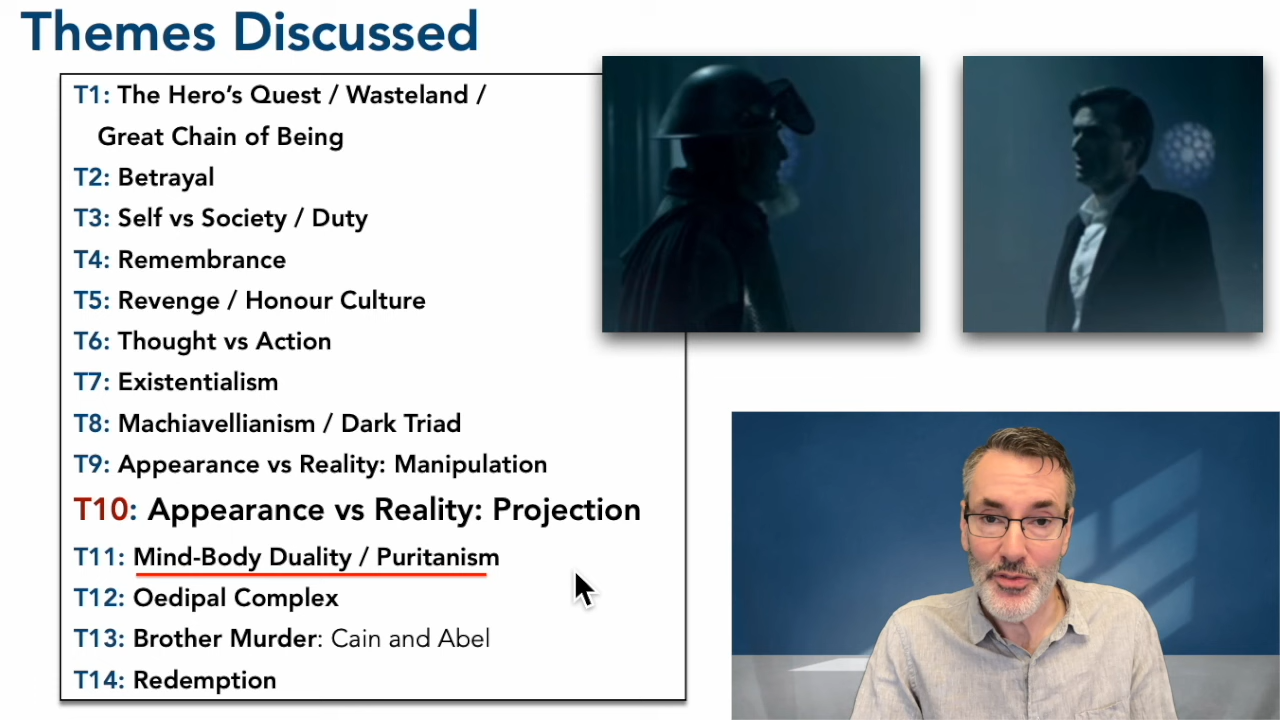 Themes Discussed
T1: The Hero’s Quest / Wasteland /
Great Chain of Being
T2: Betrayal
T3: Self vs Society / Duty
T4: Remembrance
T5: Revenge / Honour Culture
T6: Thought vs Action
T7: Existentialism
T8: Machiavellianism / Dark Triad
T9: Appearance vs Reality: Manipulation
T10: Appearance vs Reality: Projection
T11: Mind-Body Duality / Puritanism
T12: Oedipal Complex
T13: Brother Murder: Cain and Abel
T14: Redemption